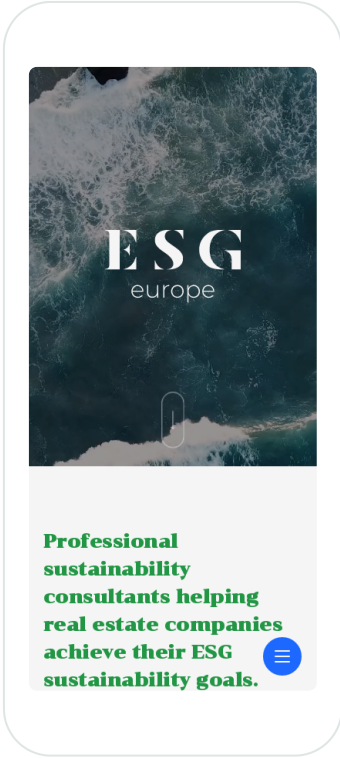 ESG
europe
Professional
sustainability
consultants helping
real estate companies
achieve their ESG
sustainability goals.